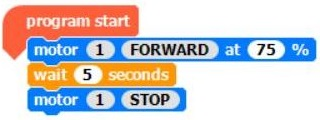 program start
motor 1 FORWARD at 75 %
wait 5 seconds
motor 1 STOP